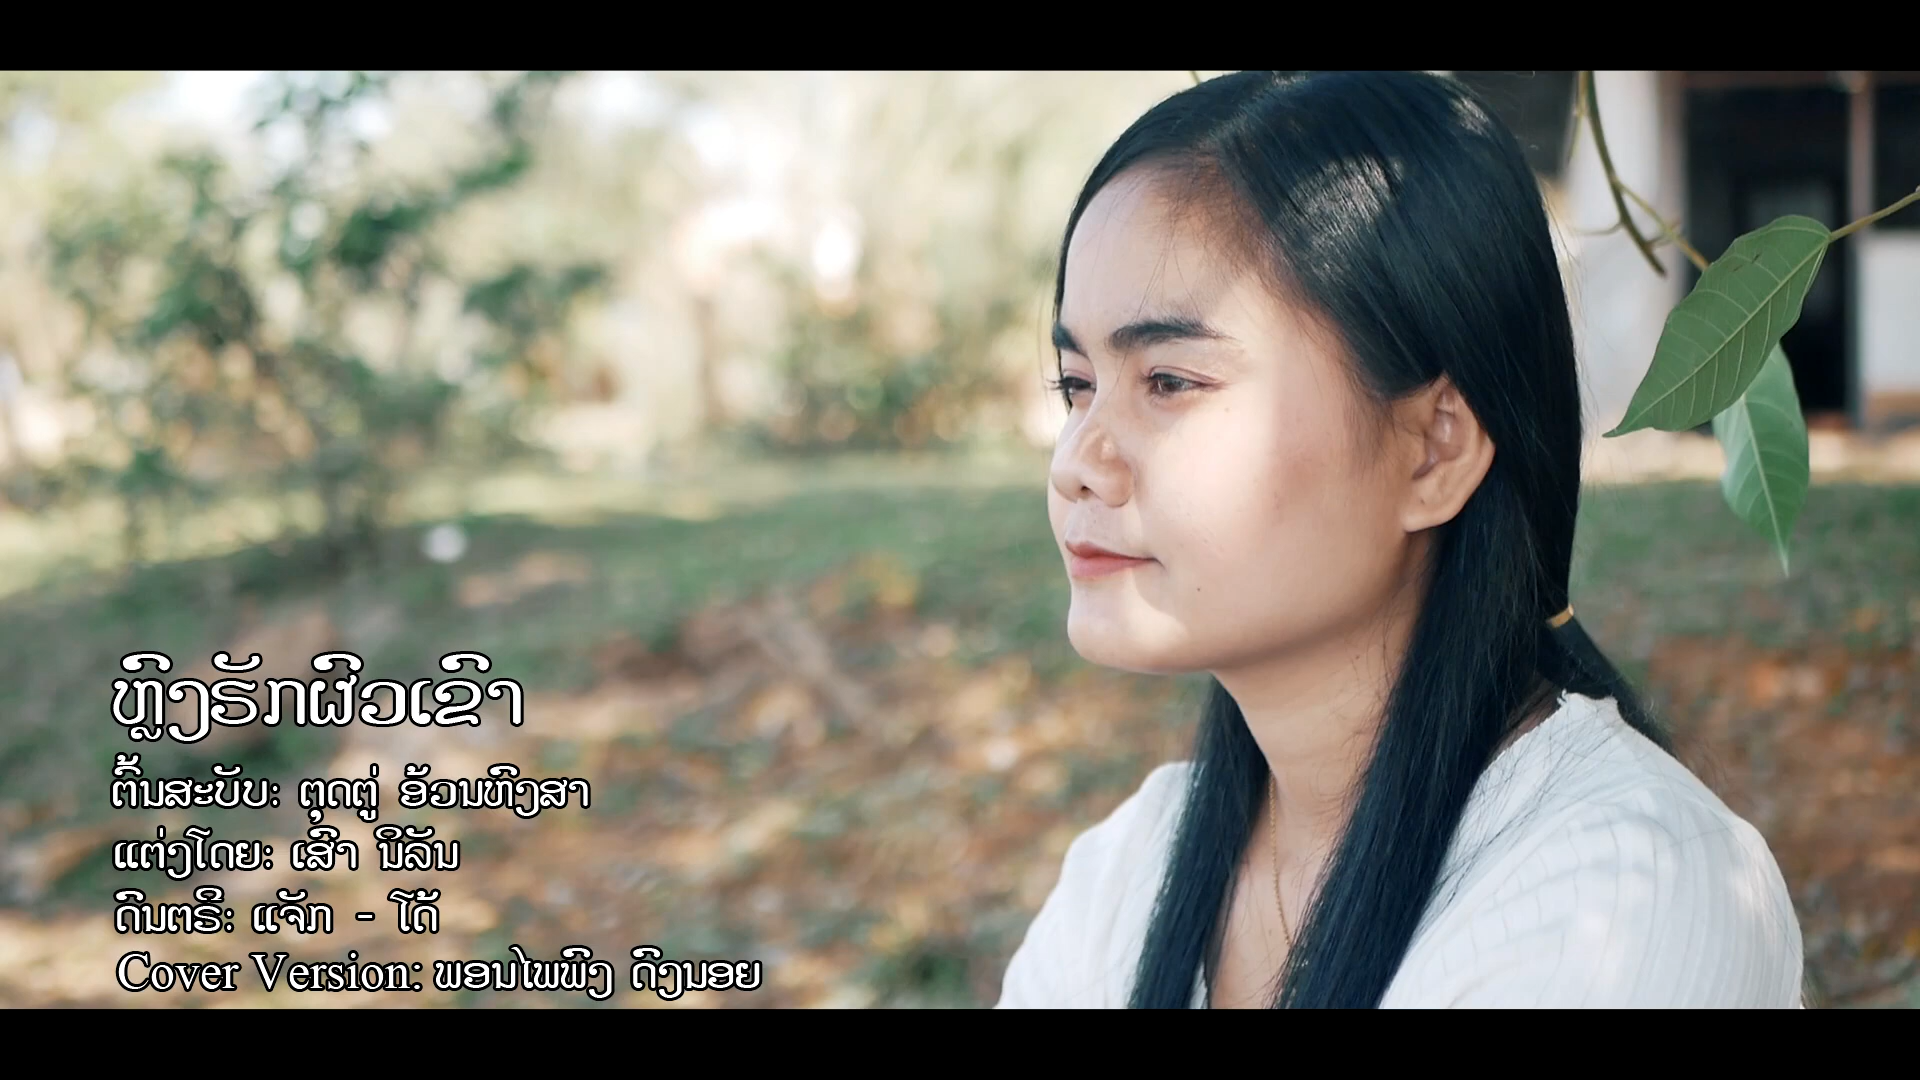 ຫຼົງຮັກຜົວເຂົາ
ຕົ້ນສະບັບ: ຕຸດຕູ່ ອ້ວນທົງສາ
ແຕ່ງໂດຍ: ເສົາ ນິລັນ
ດົນຕຣີ: ແຈັກ - ໂດ້
Cover Version: ພອນໄພພົງ ດົງນອຍ